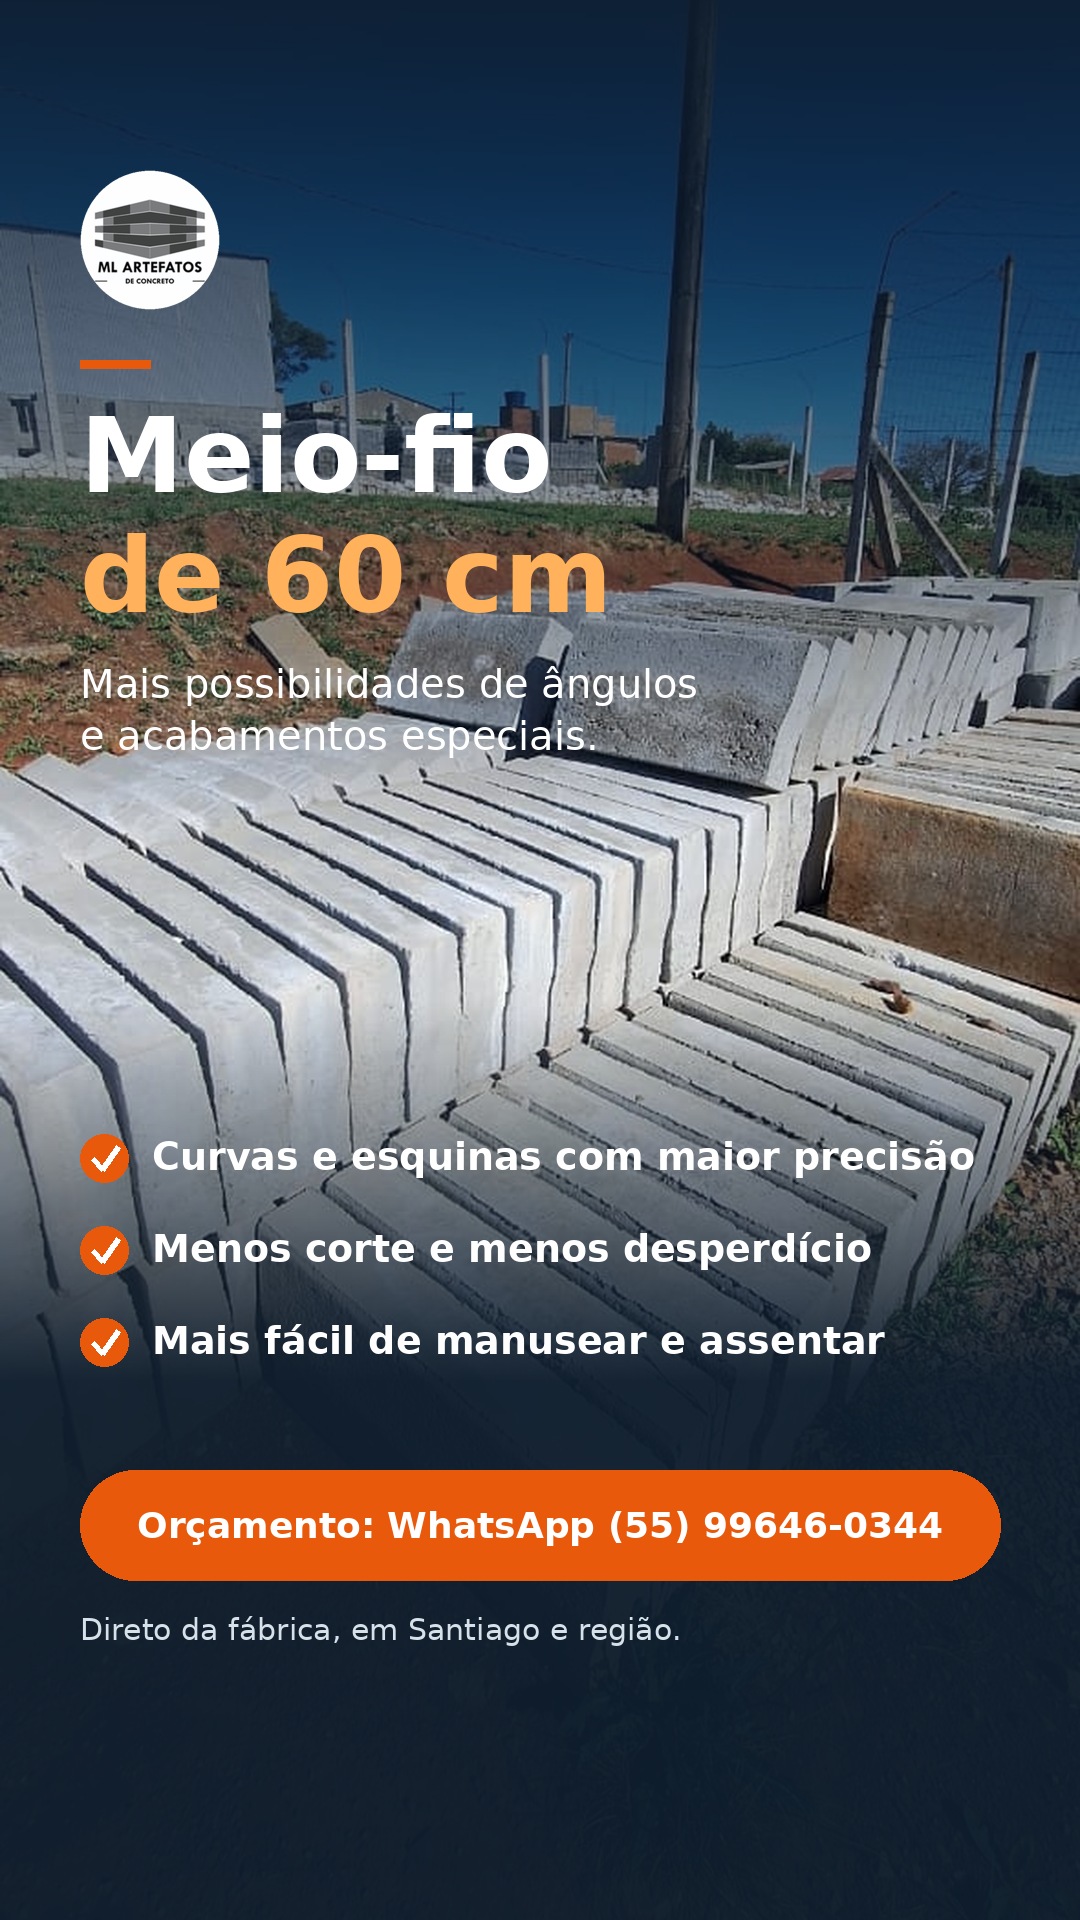 ML ARTEFATOS
DE CONCRETO
Meio-fio
de 60 cm
Mais possibilidades de ângulos
e acabamentos especiais.
Curvas e esquinas com maior precisão
Menos corte e menos desperdício
Mais fácil de manusear e assentar
Orçamento: WhatsApp (55) 99646-0344
Direto da fábrica, em Santiago e região.